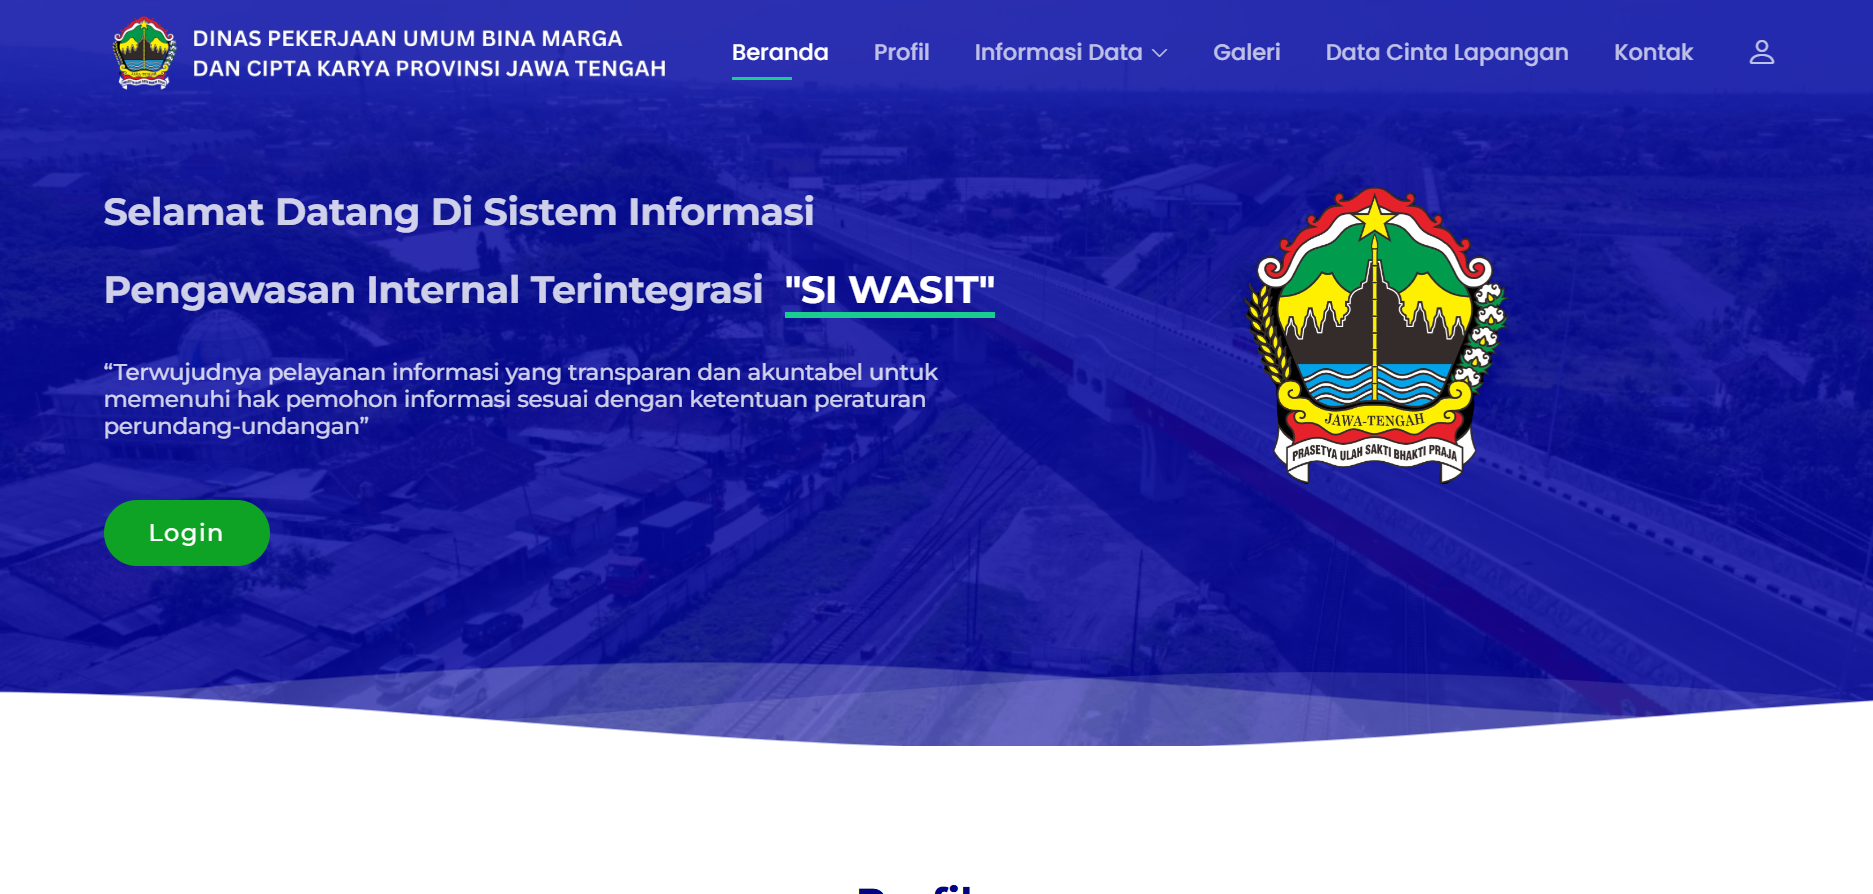 DINAS PEKERJAAN UMUM BINA MARGA
DAN CIPTA KARYA PROVINSI JAWA TENGAH
Beranda Profil Informasi Data Galeri Data Cinta Lapangan Kontak
Selamat Datang Di Sistem Informasi
Pengawasan Internal Terintegrasi "SI WASIT"
“Terwujudnya pelayanan informasi yang transparan dan akuntabel untuk
memenuhi hak pemohon informasi sesuai dengan ketentuan peraturan
perundang-undangan”
Login
JAWA-TENGAH
PRASETYA ULAH SAKTI BHAKTI PRAJA
Profil